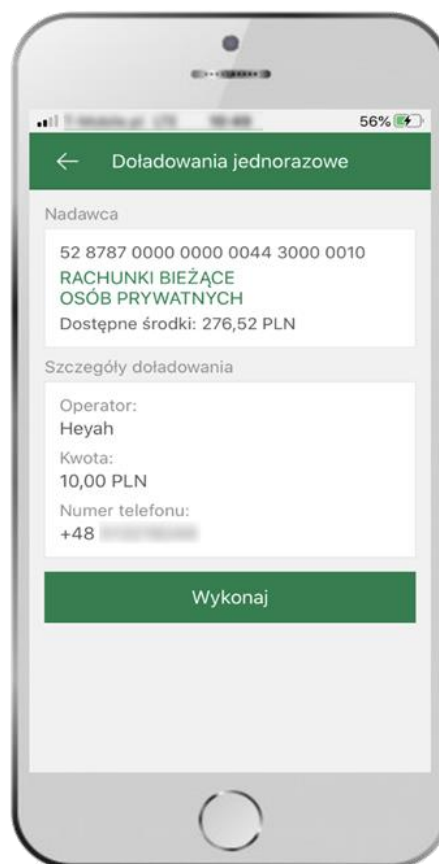 56%
Doładowania jednorazowe
Nadawca
52 8787 0000 0000 0044 3000 0010
RACHUNKI BIEŻĄCE
OSÓB PRYWATNYCH
Dostępne środki: 276,52 PLN
Szczegóły doładowania
Operator:
Heyah
Kwota:
10,00 PLN
Numer telefonu:
+48
Wykonaj